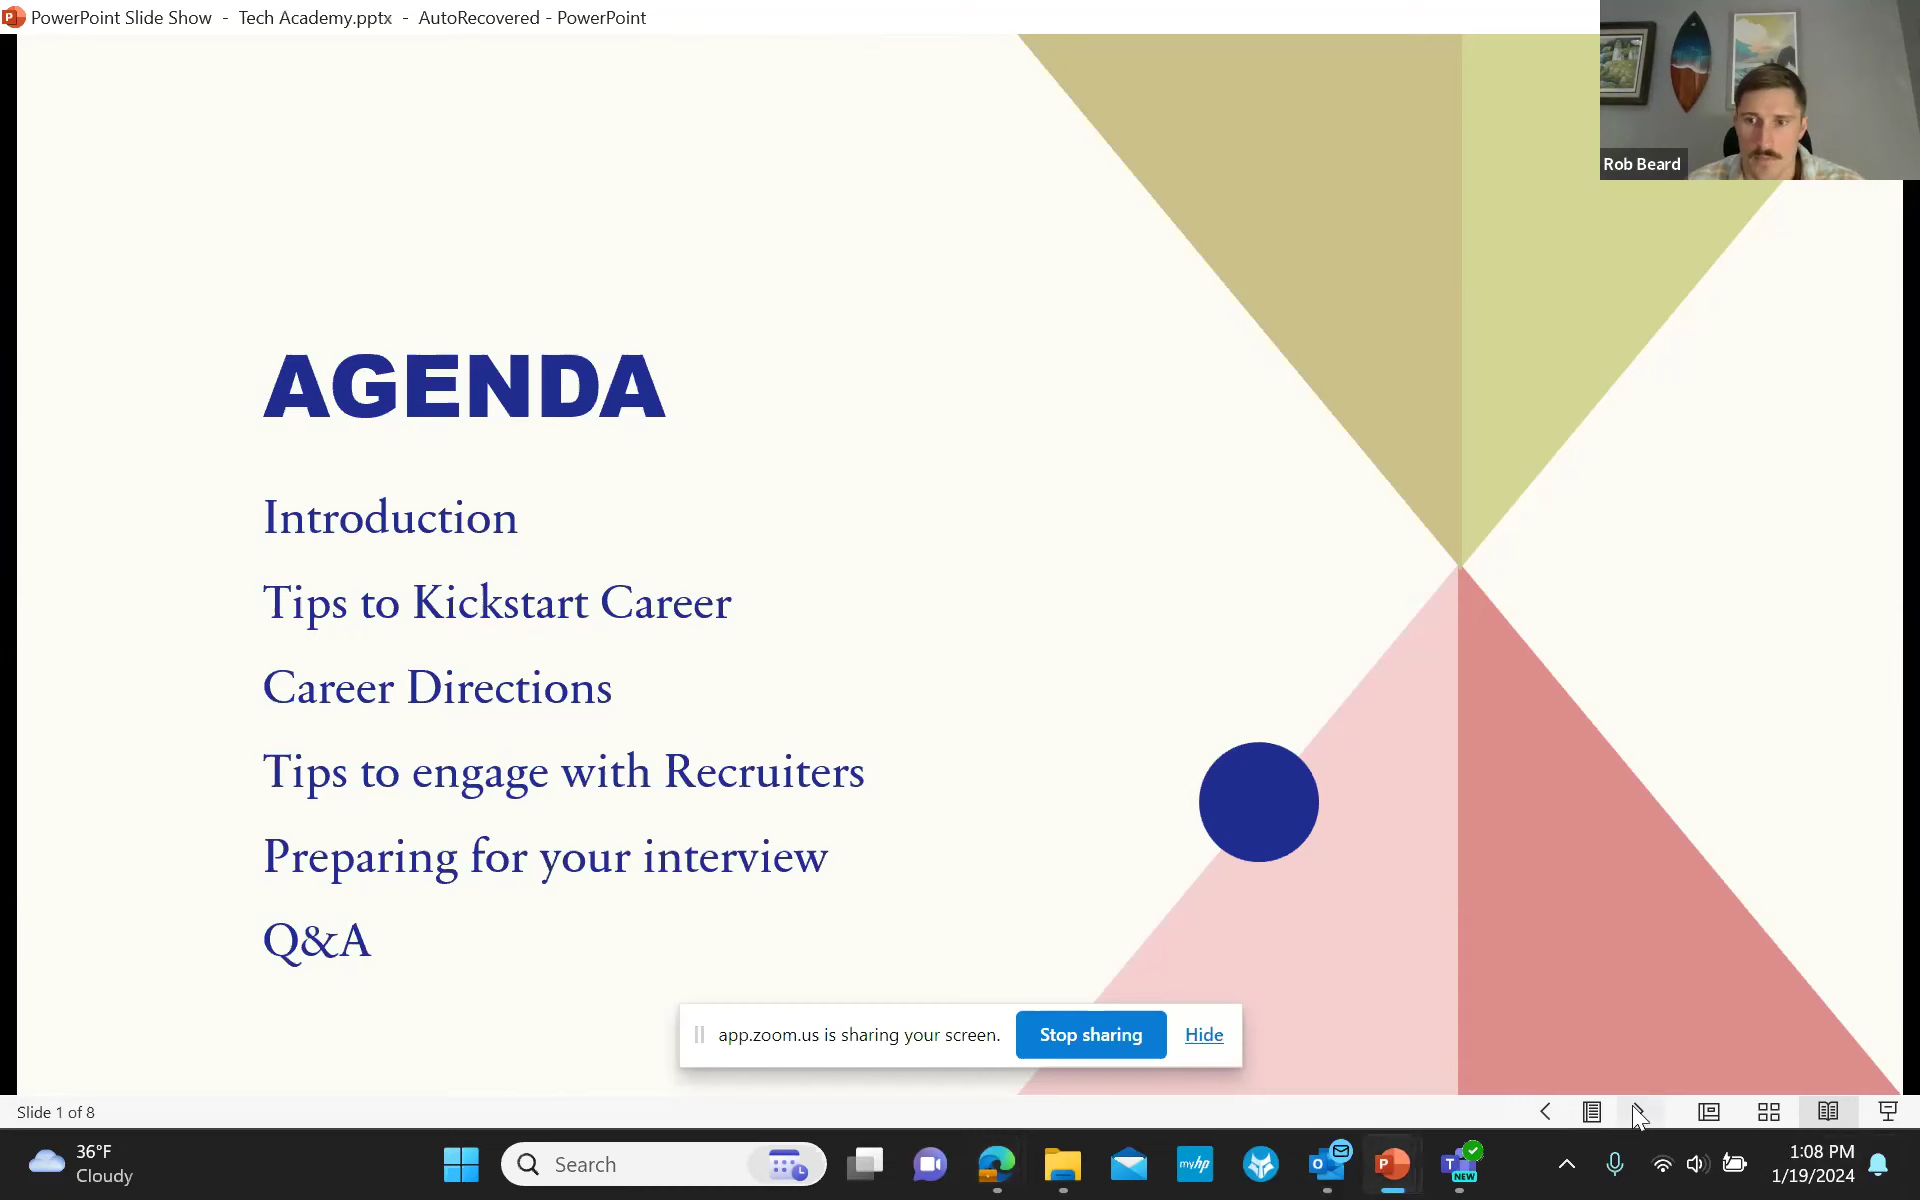 PowerPoint Slide Show - Tech Academy.pptx - AutoRecovered - PowerPoint
Rob Beard
AGENDA
Introduction
Tips to Kickstart Career
Career Directions
Tips to engage with Recruiters
Preparing for your interview
Q&A
app.zoom.us is sharing your screen.
Stop sharing
Hide
Slide 1 of 8
36°F
Cloudy
Search
myhp
NEW
1:08 PM
1/19/2024